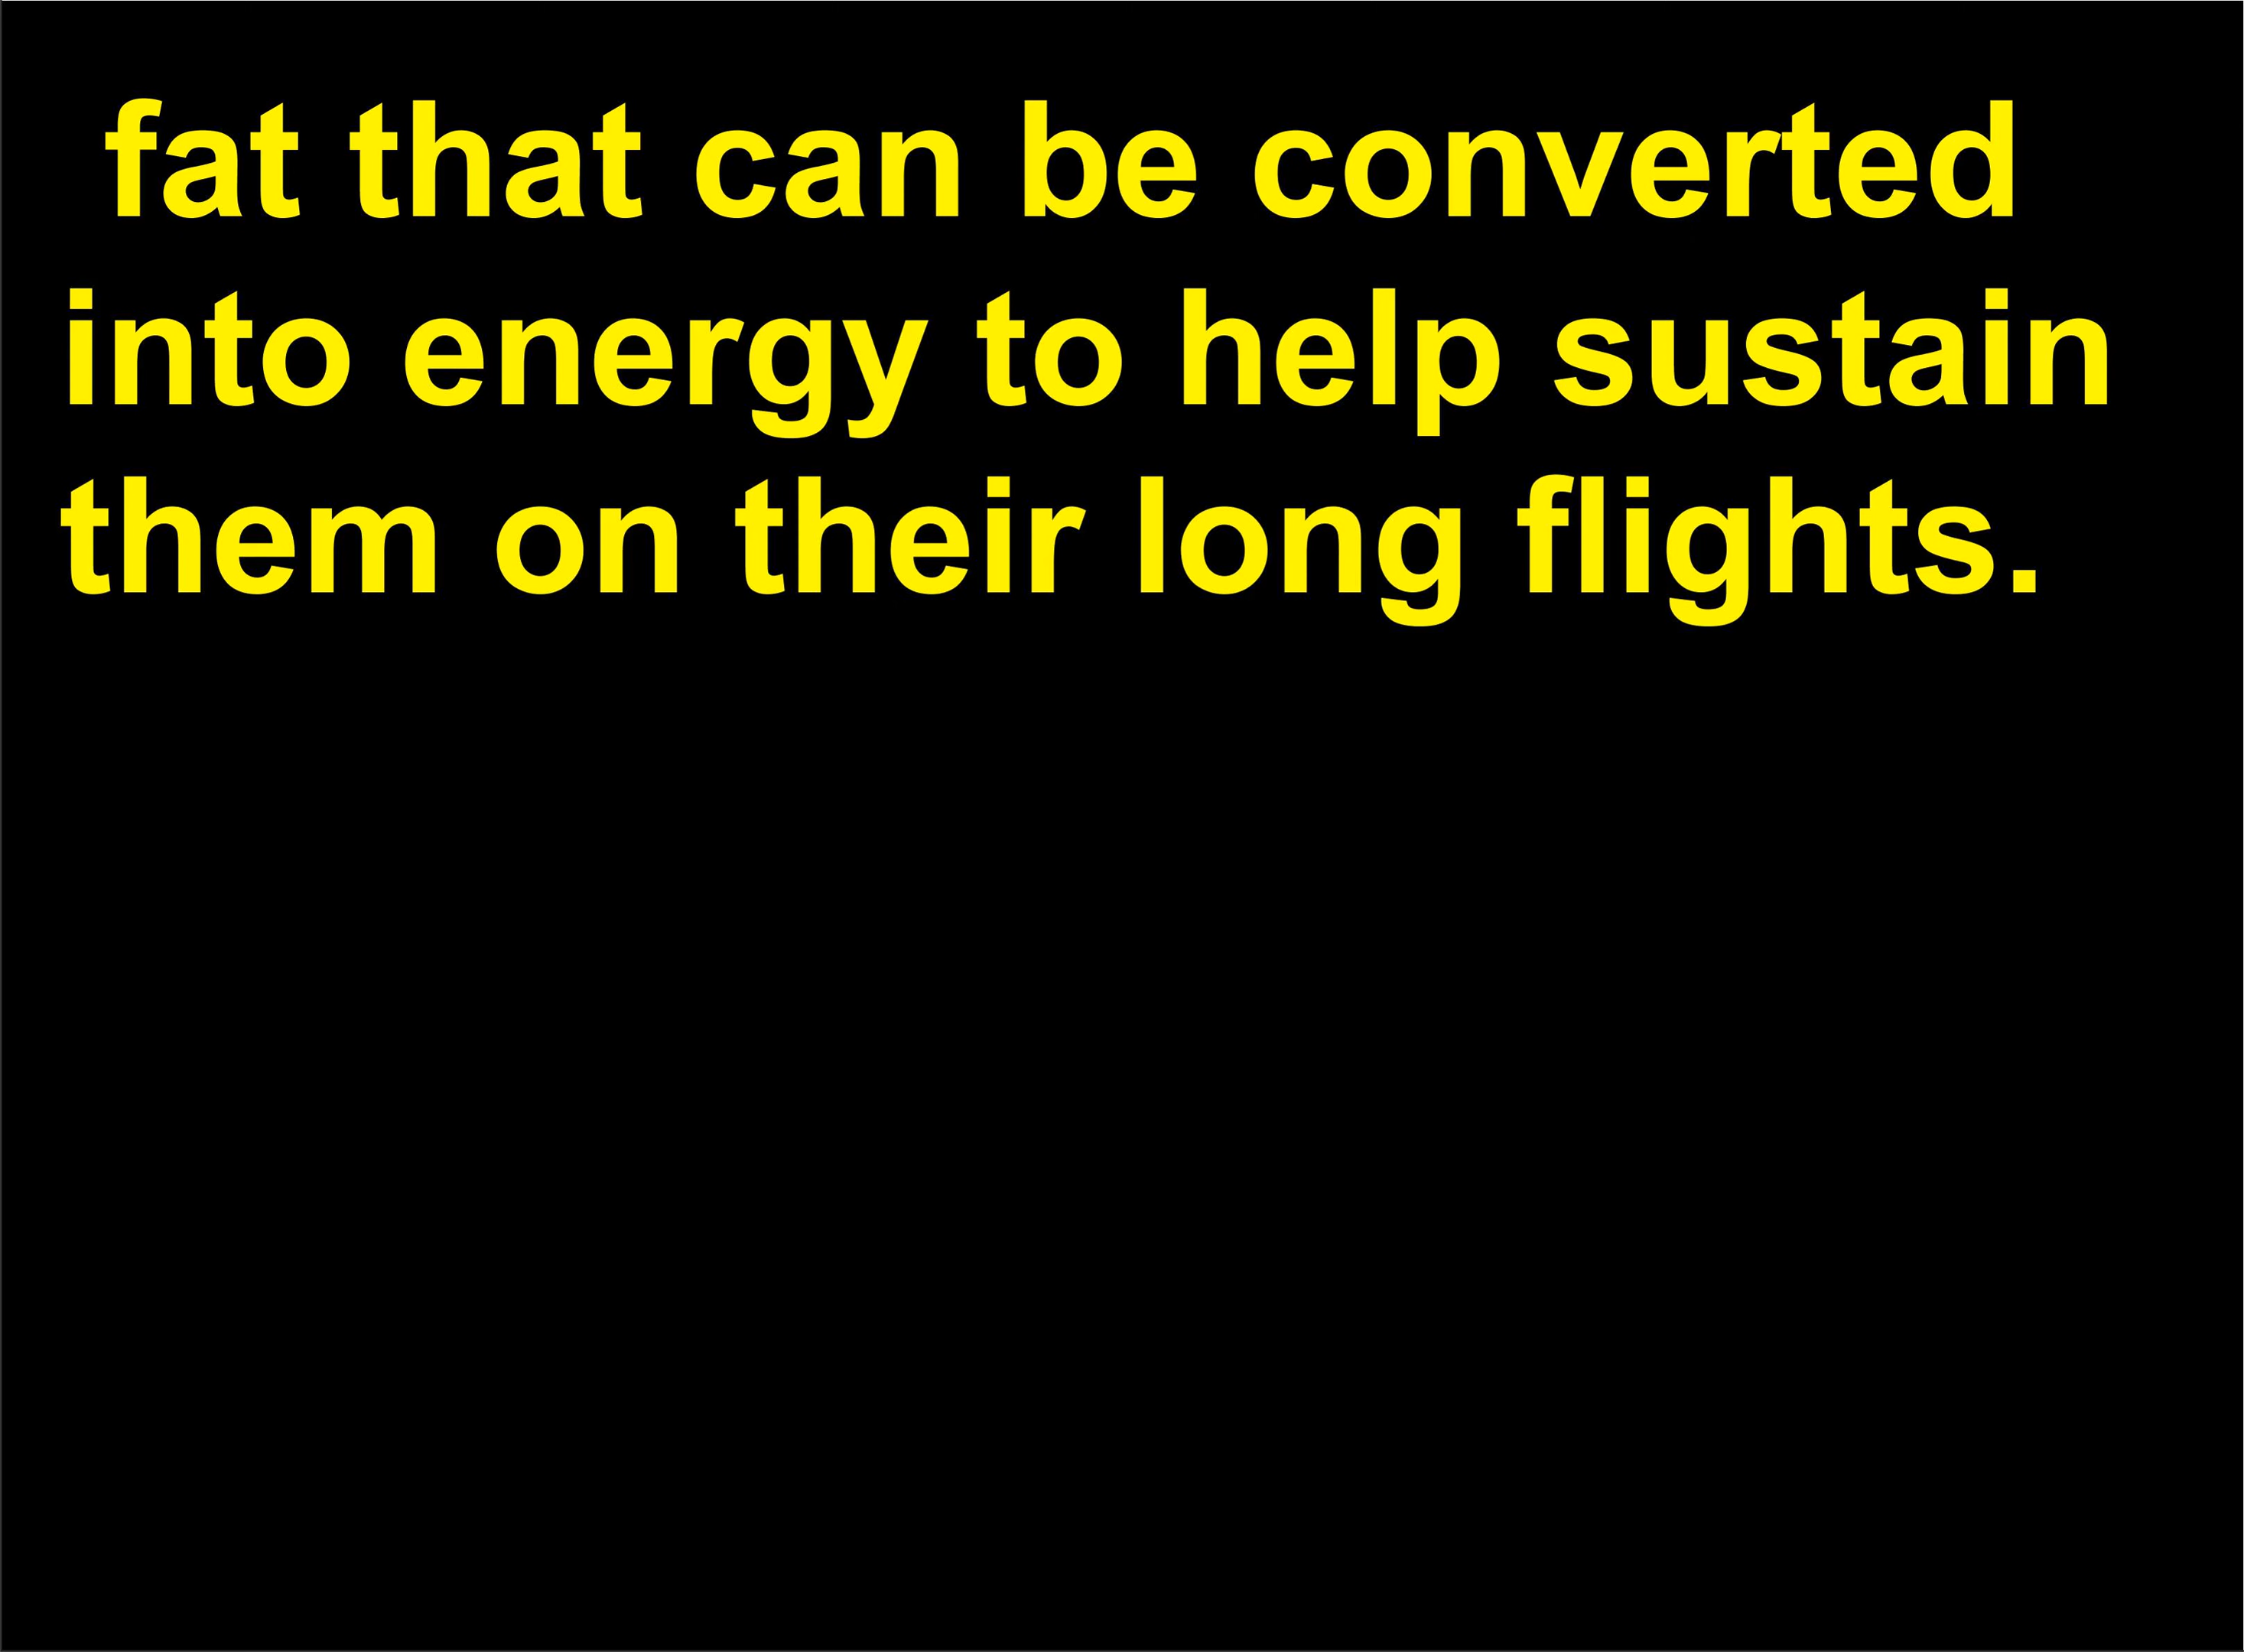 fat that can be converted
into energy to help sustain
them on their long flights.